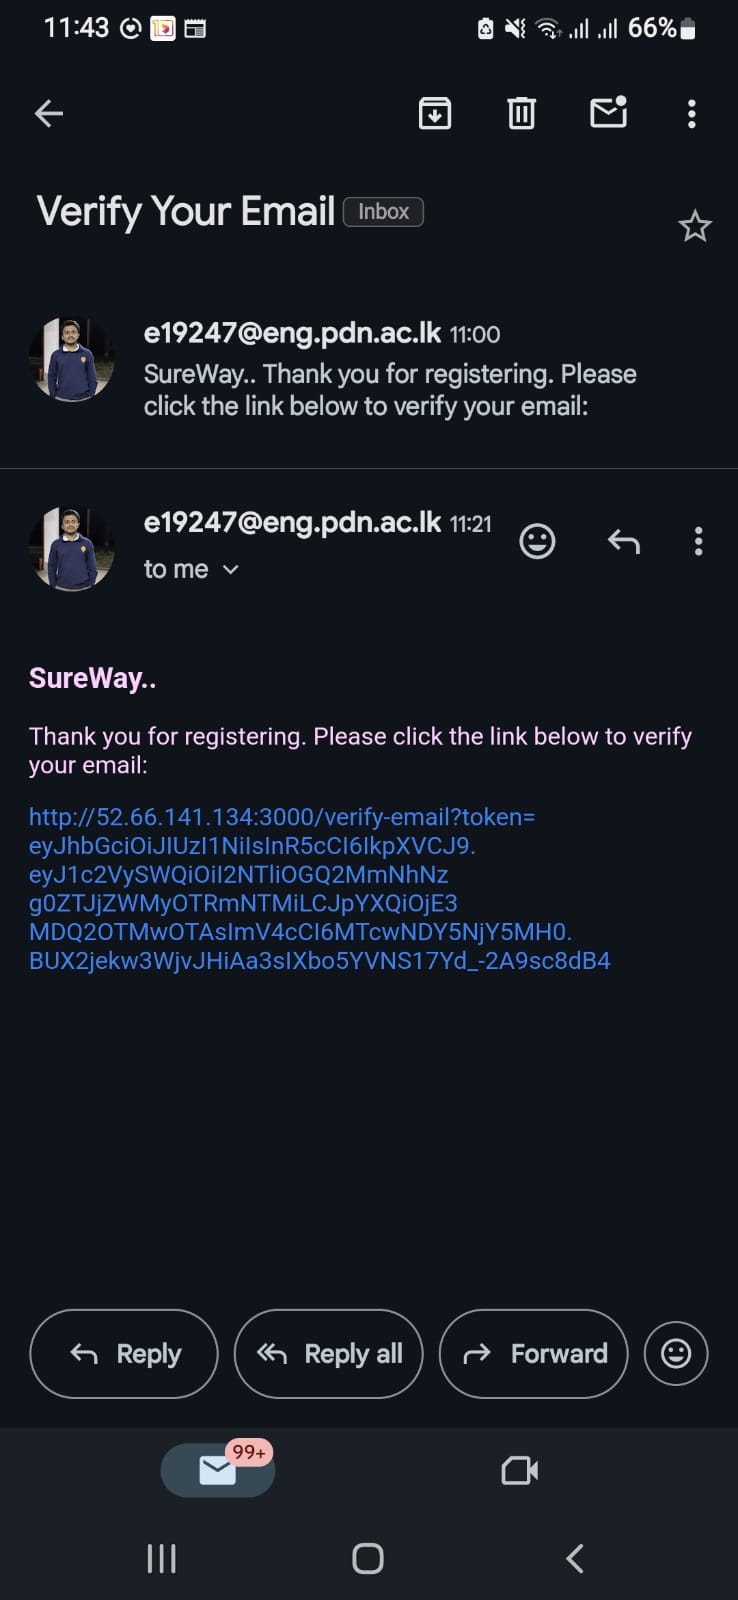 11:43
66%
Verify Your Email Inbox
e19247@eng.pdn.ac.lk 11:00
SureWay.. Thank you for registering. Please
click the link below to verify your email:
e19247@eng.pdn.ac.lk 11:21
to me
SureWay..
Thank you for registering. Please click the link below to verify
your email:
http://52.66.141.134:3000/verify-email?token=
eyJhbGciOiJIUzI1NiIsInR5cCI6IkpXVCJ9.
eyJ1c2VySWQiOiI2NTliOGQ2MmNhNz
g0ZTJjZWMyOTRmNTMiLCJpYXQiOjE3
MDQ2OTMwOTAsImV4cCI6MTcwNDY5NjY5MH0.
BUX2jekw3WjvJHiAa3sIXbo5YVNS17Yd_-2A9sc8dB4
Reply
Reply all
Forward
99+